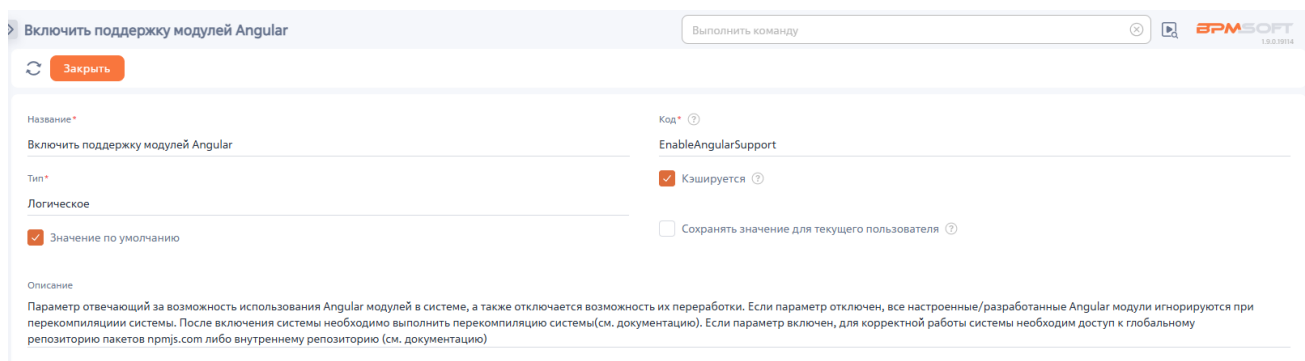 Включить поддержку модулей Angular
Выполнить команду
BPMSOFT
1.9.0.19114
Закрыть
Название*
Код*
Включить поддержку модулей Angular
EnableAngularSupport
Тип*
Кэшируется
Логическое
Значение по умолчанию
Сохранять значение для текущего пользователя
Описание
Параметр отвечающий за возможность использования Angular модулей в системе, а также отключается возможность их переработки. Если параметр отключен, все настроенные/разработанные Angular модули игнорируются при
перекомпиляциии системы. После включения системы необходимо выполнить перекомпиляцию системы(см. документацию). Если параметр включен, для корректной работы системы необходим доступ к глобальному
репозиторию пакетов npmjs.com либо внутреннему репозиторию (см. документацию)